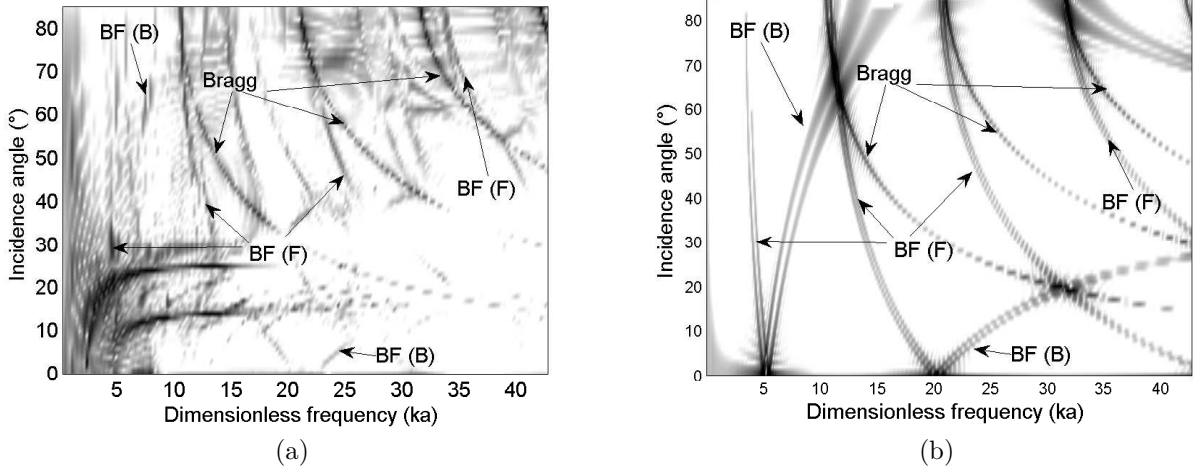 80
70
60
50
40
30
20
10
0
Incidence angle (°)
BF (B)
Bragg
BF (F)
BF (F)
BF (B)
5 10 15 20 25 30 35 40
Dimensionless frequency (ka)
(a)
80
70
60
50
40
30
20
10
0
Incidence angle (°)
BF (B)
Bragg
BF (F)
BF (F)
BF (B)
5 10 15 20 25 30 35 40
Dimensionless frequency (ka)
(b)